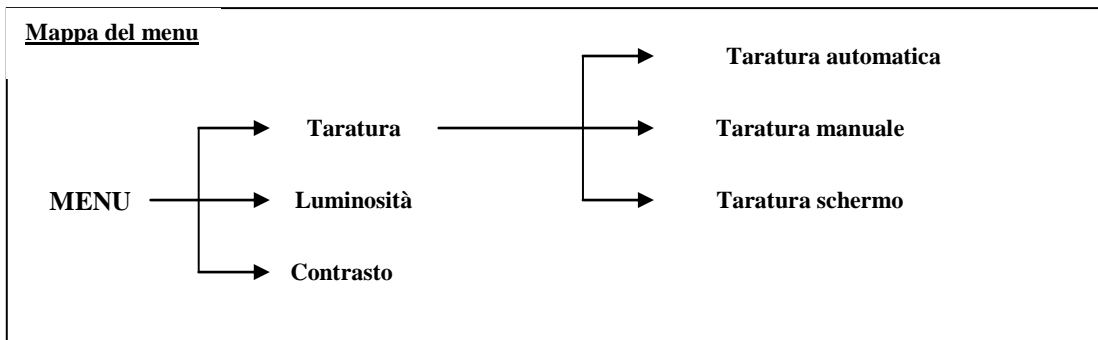 Mappa del menu
Taratura automatica
Taratura Taratura manuale
MENU Luminosità Taratura schermo
Contrasto